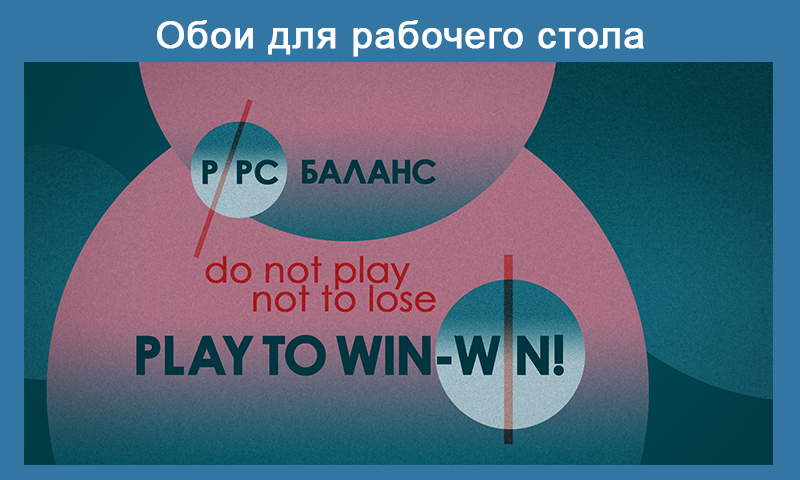 Обои для рабочего стола
P/PC БАЛАНС
do not play
not to lose
PLAY TO WIN-WIN!